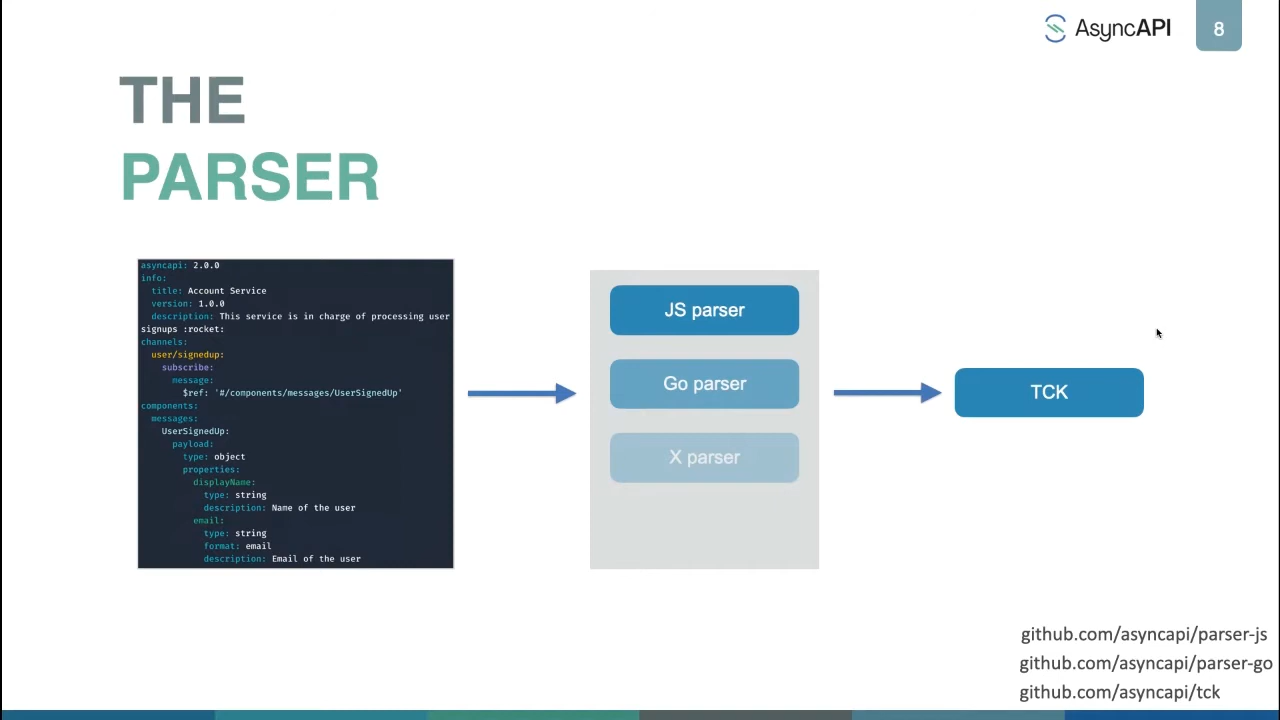 AsyncAPI
8
THE
PARSER
asyncapi: 2.0.0
info:
title: Account Service
version: 1.0.0
description: This service is in charge of processing user
signups :rocket:
channels:
user/signedup:
subscribe:
message:
$ref: '#/components/messages/UserSignedUp'
components:
messages:
UserSignedUp:
payload:
type: object
properties:
displayName:
type: string
description: Name of the user
email:
type: string
format: email
description: Email of the user
JS parser
Go parser
X parser
TCK
github.com/asyncapi/parser-js
github.com/asyncapi/parser-go
github.com/asyncapi/tck